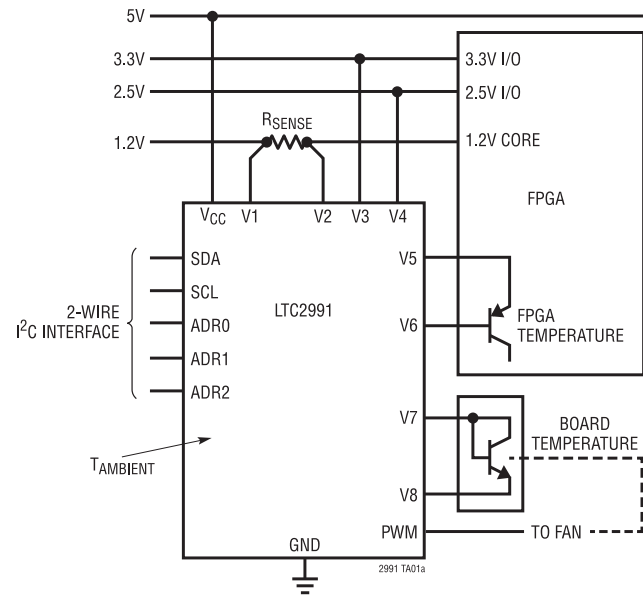 5V
3.3V
2.5V
1.2V
RSENSE
3.3V I/O
2.5V I/O
1.2V CORE
FPGA
VCC V1 V2 V3 V4
SDA
SCL
ADR0
ADR1
ADR2
2-WIRE
I2C INTERFACE
LTC2991
V5
V6
FPGA
TEMPERATURE
TAMBIENT
V7
V8
BOARD
TEMPERATURE
PWM
TO FAN
GND
2991 TA01a